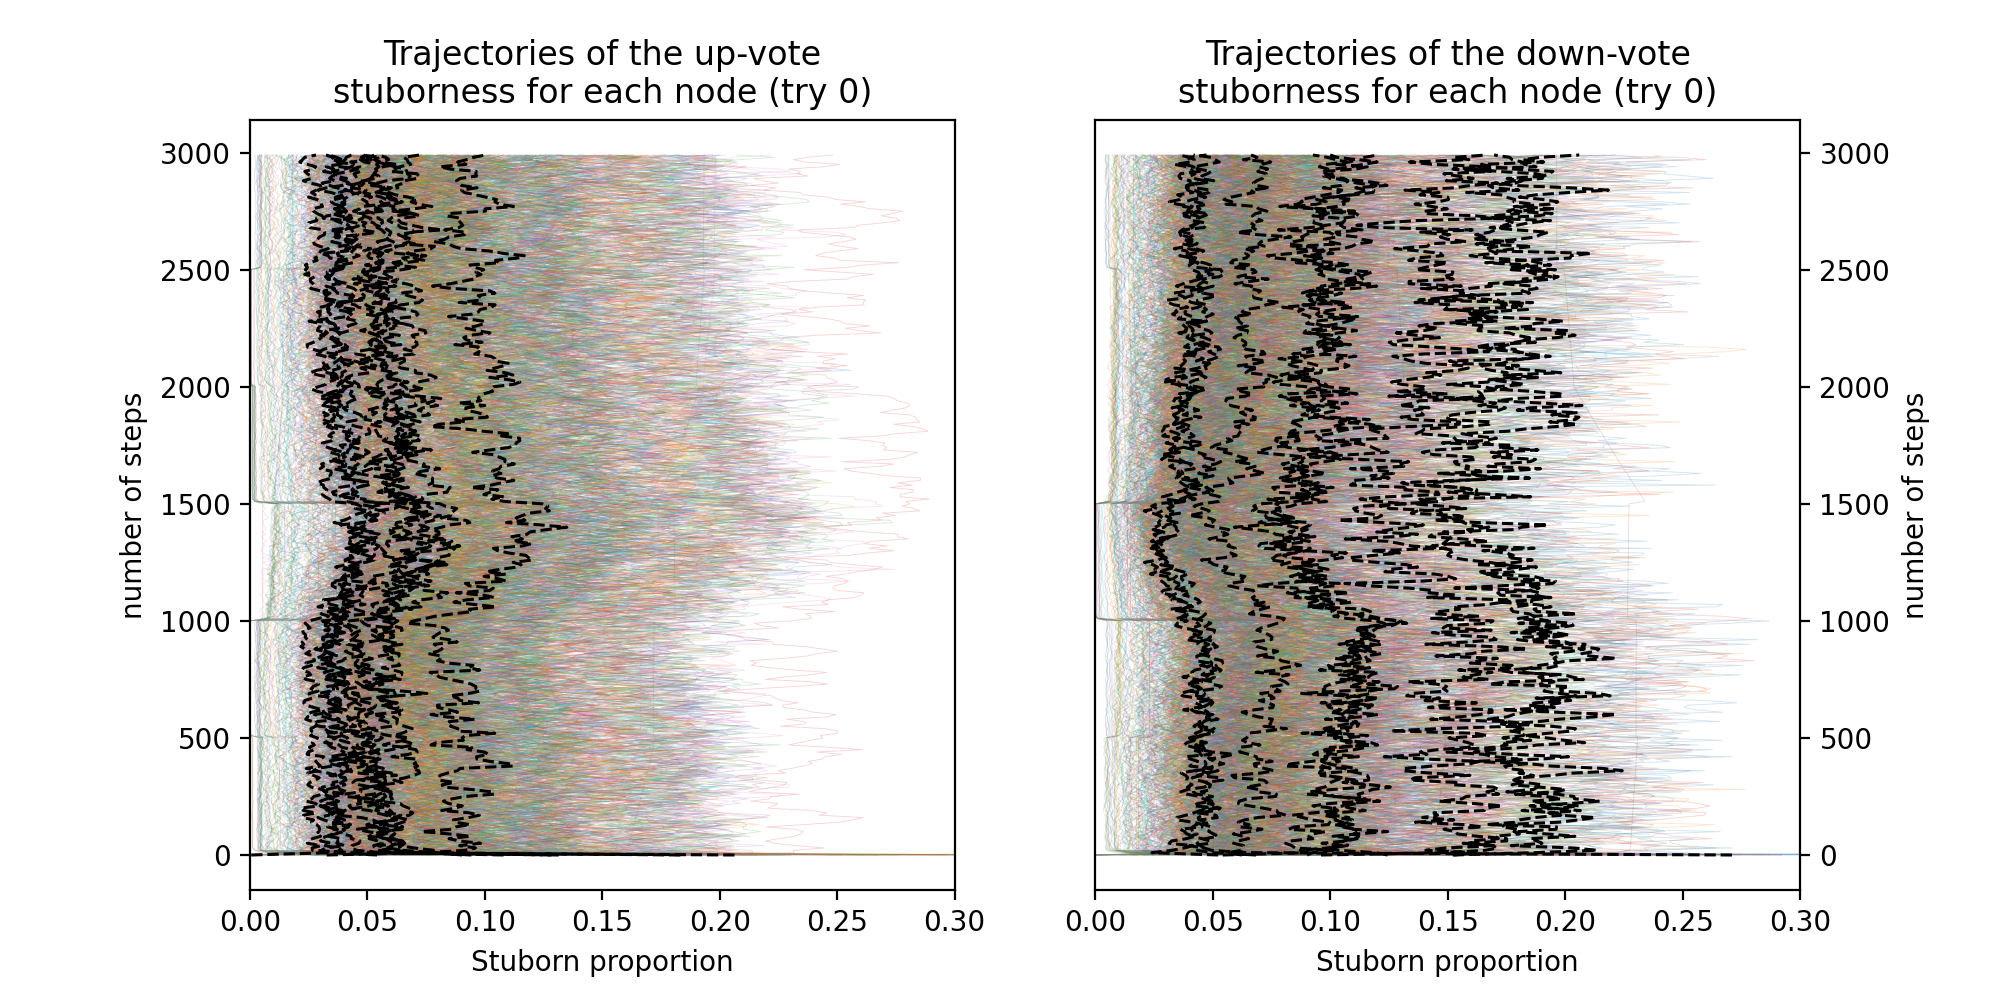 Trajectories of the up-vote
stuborness for each node (try 0)
3000
2500
2000
1500
1000
500
0
number of steps
0.00 0.05 0.10 0.15 0.20 0.25 0.30
Stuborn proportion
Trajectories of the down-vote
stuborness for each node (try 0)
3000
2500
2000
1500
1000
500
0
number of steps
0.00 0.05 0.10 0.15 0.20 0.25 0.30
Stuborn proportion